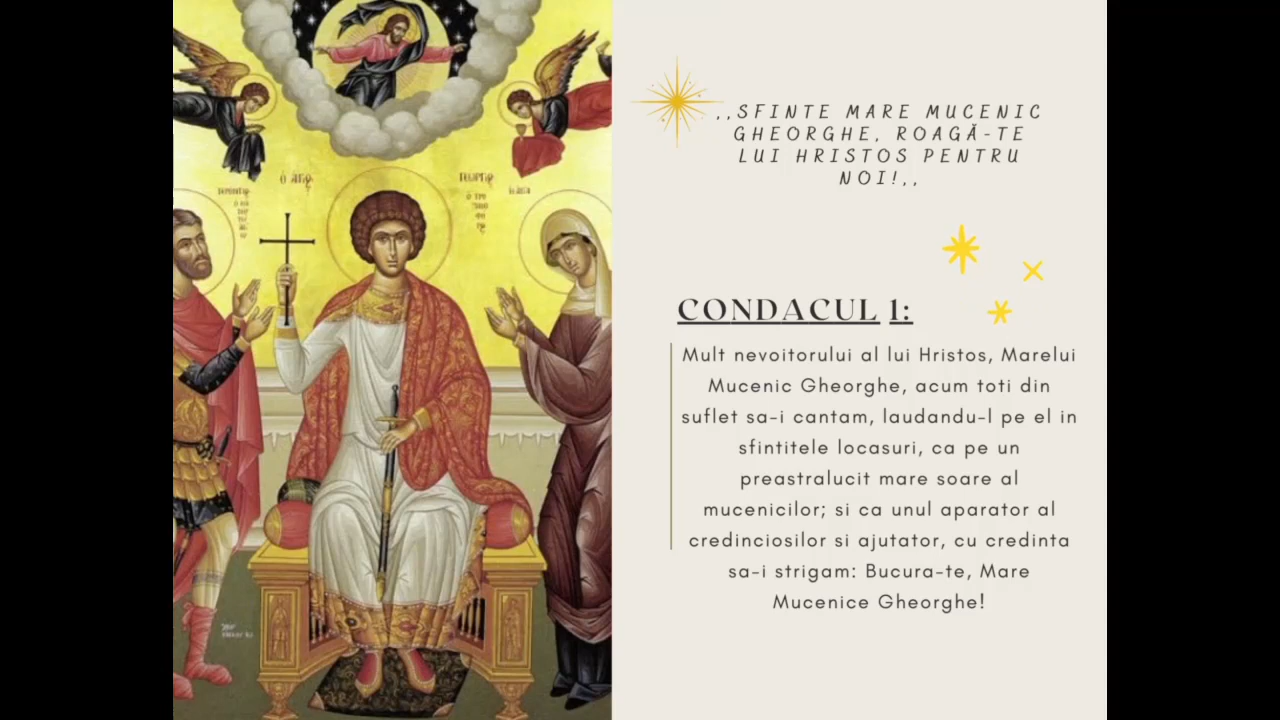 ,,SFINTE MARE MUCENIC
GHEORGHE, ROAGĂ-TE
LUI HRISTOS PENTRU
NOI!,,
CONDACUL 1:
Mult nevoitorului al lui Hristos, Marelui
Mucenic Gheorghe, acum toti din
suflet sa-i cantam, laudandu-l pe el in
sfintitele locasuri, ca pe un
preastralucit mare soare al
mucenicilor; si ca unul aparator al
credinciosilor si ajutator, cu credinta
sa-i strigam: Bucura-te, Mare
Mucenice Gheorghe!